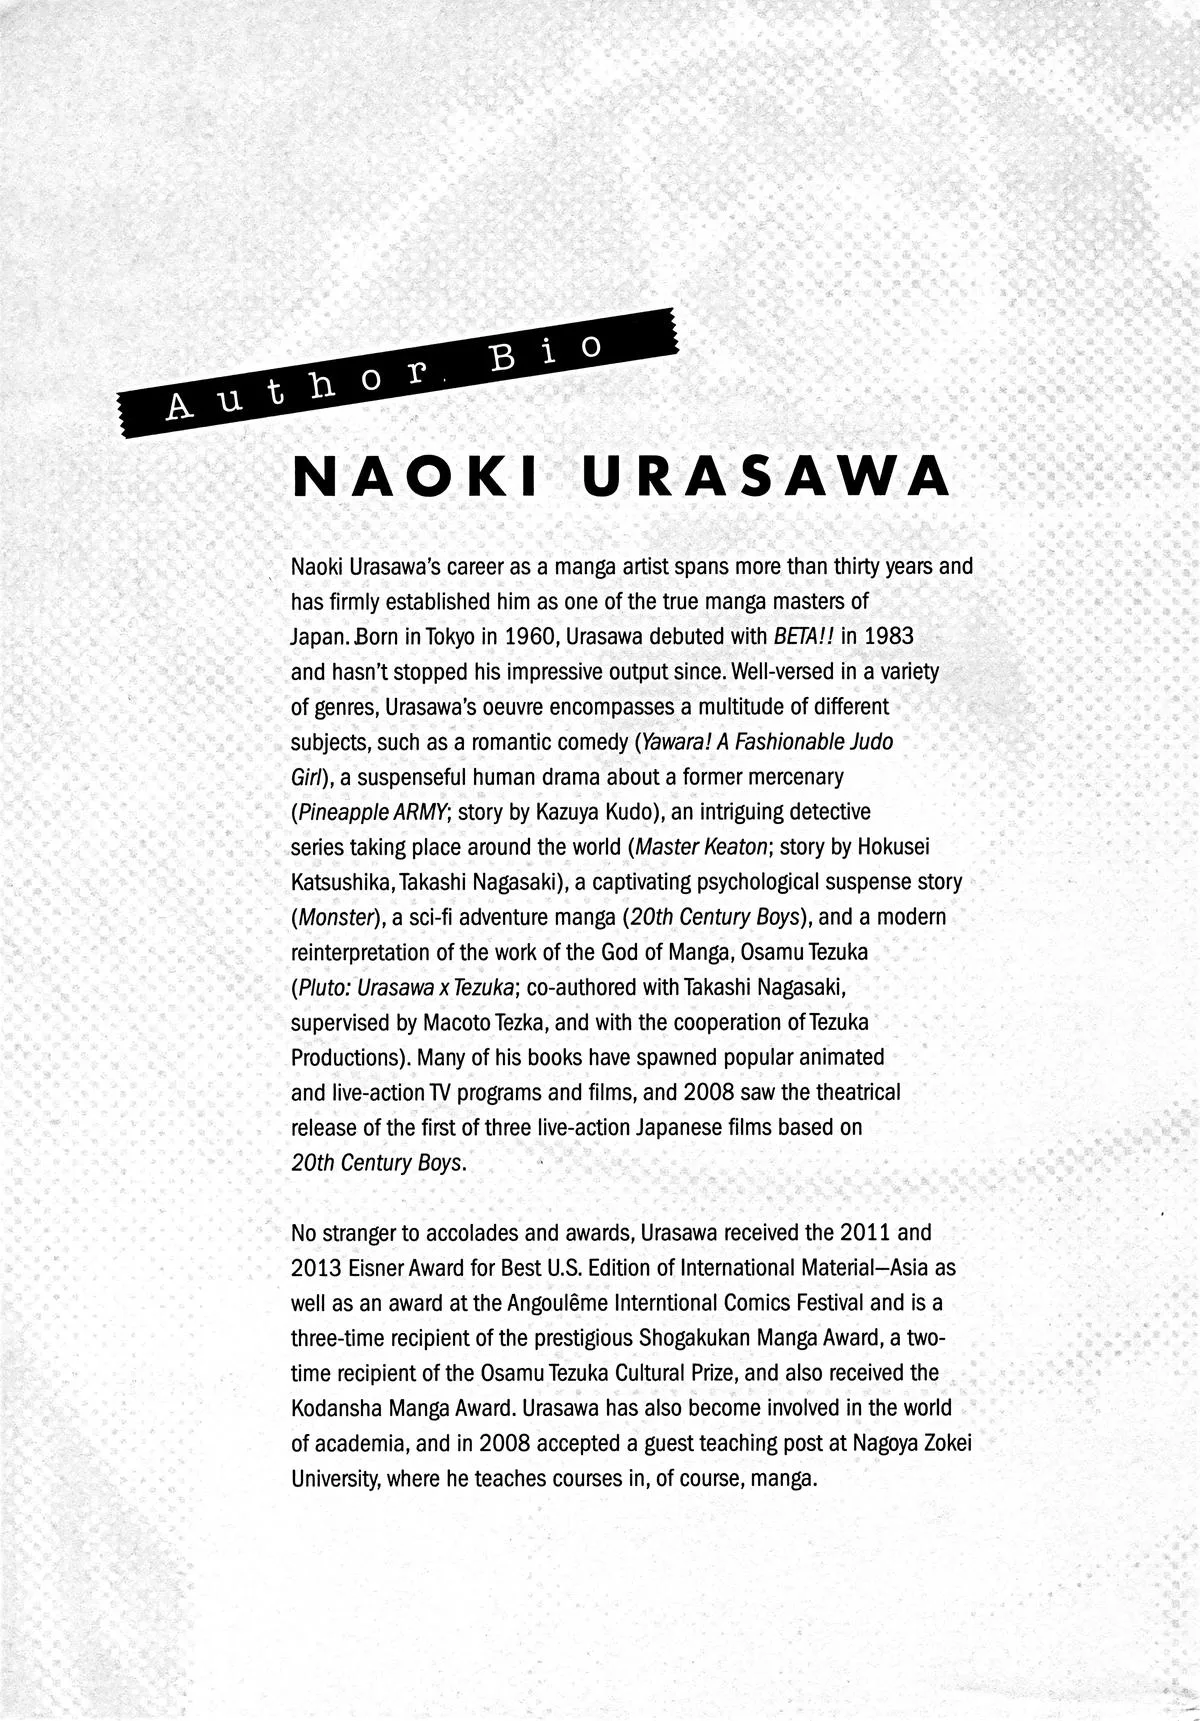 Author Bio
NAOKI URASAWA
Naoki Urasawa's career as a manga artist spans more than thirty years and
has firmly established him as one of the true manga masters of
Japan. Born in Tokyo in 1960, Urasawa debuted with BETA!! in 1983
and hasn't stopped his impressive output since. Well-versed in a variety
of genres, Urasawa's oeuvre encompasses a multitude of different
subjects, such as a romantic comedy (Yawara! A Fashionable Judo
Girl), a suspenseful human drama about a former mercenary
(Pineapple ARMY; story by Kazuya Kudo), an intriguing detective
series taking place around the world (Master Keaton; story by Hokusei
Katsushika, Takashi Nagasaki), a captivating psychological suspense story
(Monster), a sci-fi adventure manga (20th Century Boys), and a modern
reinterpretation of the work of the God of Manga, Osamu Tezuka
(Pluto: Urasawa x Tezuka; co-authored with Takashi Nagasaki,
supervised by Macoto Tezka, and with the cooperation of Tezuka
Productions). Many of his books have spawned popular animated
and live-action TV programs and films, and 2008 saw the theatrical
release of the first of three live-action Japanese films based on
20th Century Boys.
No stranger to accolades and awards, Urasawa received the 2011 and
2013 Eisner Award for Best U.S. Edition of International Material—Asia as
well as an award at the Angoulême Interntional Comics Festival and is a
three-time recipient of the prestigious Shogakukan Manga Award, a two-
time recipient of the Osamu Tezuka Cultural Prize, and also received the
Kodansha Manga Award. Urasawa has also become involved in the world
of academia, and in 2008 accepted a guest teaching post at Nagoya Zokei
University, where he teaches courses in, of course, manga.